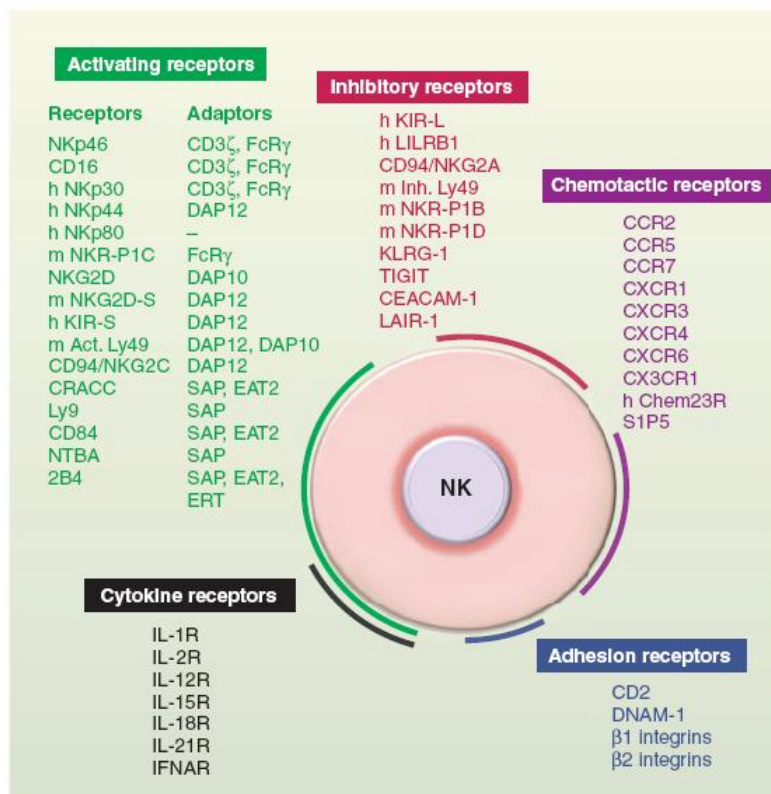 Activating receptors
Receptors Adaptors
NKp46 CD3ζ, FcRγ
CD16 CD3ζ, FcRγ
h NKp30 CD3ζ, FcRγ
h NKp44 DAP12
h NKp80 –
m NKR-P1C FcRγ
NKG2D DAP10
m NKG2D-S DAP12
h KIR-S DAP12
m Act. Ly49 DAP12, DAP10
CD94/NKG2C DAP12
CRACC SAP, EAT2
Ly9 SAP
CD84 SAP, EAT2
NTBA SAP
2B4 SAP, EAT2,
ERT
Inhibitory receptors
h KIR-L
h LILRB1
CD94/NKG2A
m Inh. Ly49
m NKR-P1B
m NKR-P1D
KLRG-1
TIGIT
CEACAM-1
LAIR-1
Chemotactic receptors
CCR2
CCR5
CCR7
CXCR1
CXCR3
CXCR4
CXCR6
CX3CR1
h Chem23R
S1P5
NK
Cytokine receptors
IL-1R
IL-2R
IL-12R
IL-15R
IL-18R
IL-21R
IFNAR
Adhesion receptors
CD2
DNAM-1
β1 integrins
β2 integrins